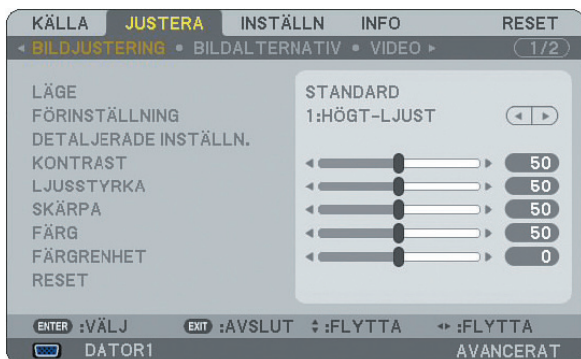 KÄLLA JUSTERA INSTÄLLN INFO RESET
BILDJUSTERING • BILDALTERNATIV • VIDEO 1/2
LÄGE STANDARD
FÖRINSTÄLLNING 1:HÖGT-LJUST
DETALJERADE INSTÄLLN.
KONTRAST 50
LJUSSTYRKA 50
SKÄRPA 50
FÄRG 50
FÄRGRENHET 0
RESET
ENTER :VÄLJ EXIT :AVSLUT :FLYTTA :FLYTTA
DATOR1 AVANCERAT